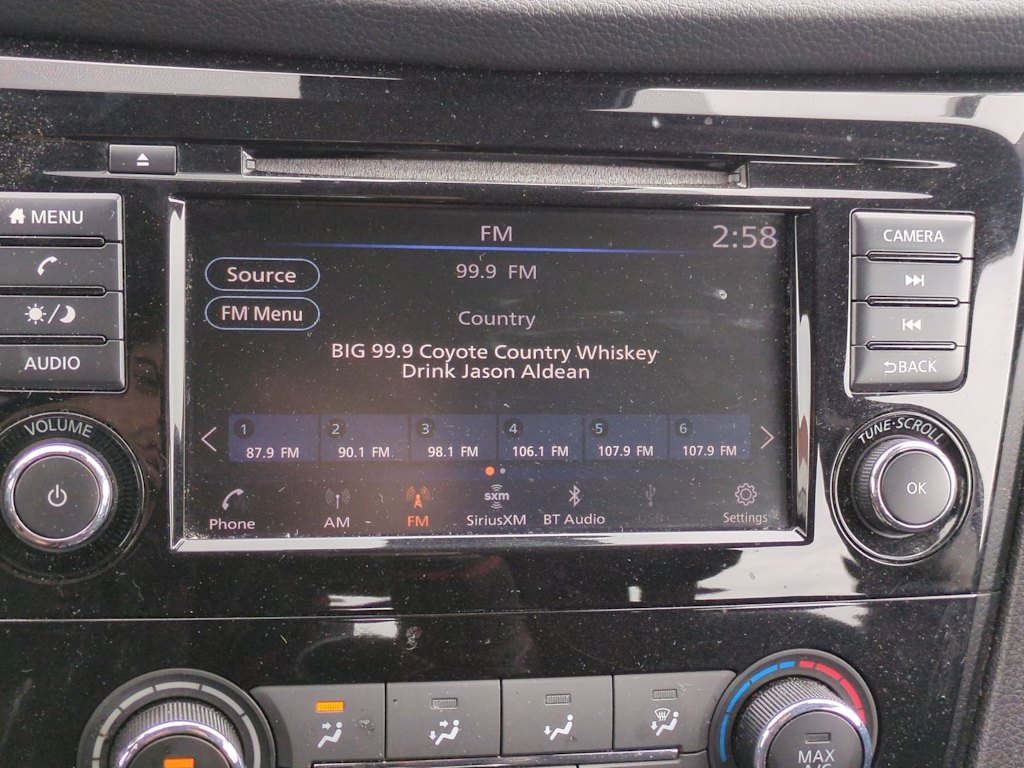 MENU
AUDIO
VOLUME
FM
2:58
Source
99.9 FM
FM Menu
Country
BIG 99.9 Coyote Country Whiskey
Drink Jason Aldean
1 2 3 4 5 6
87.9 FM 90.1 FM 98.1 FM 106.1 FM 107.9 FM 107.9 FM
sxm
Phone AM FM SiriusXM BT Audio USB Settings
CAMERA
BACK
TUNE·SCROLL
OK
MAX
A/C